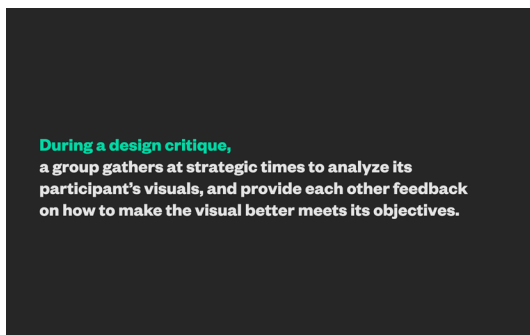 During a design critique,
a group gathers at strategic times to analyze its
participant's visuals, and provide each other feedback
on how to make the visual better meets its objectives.